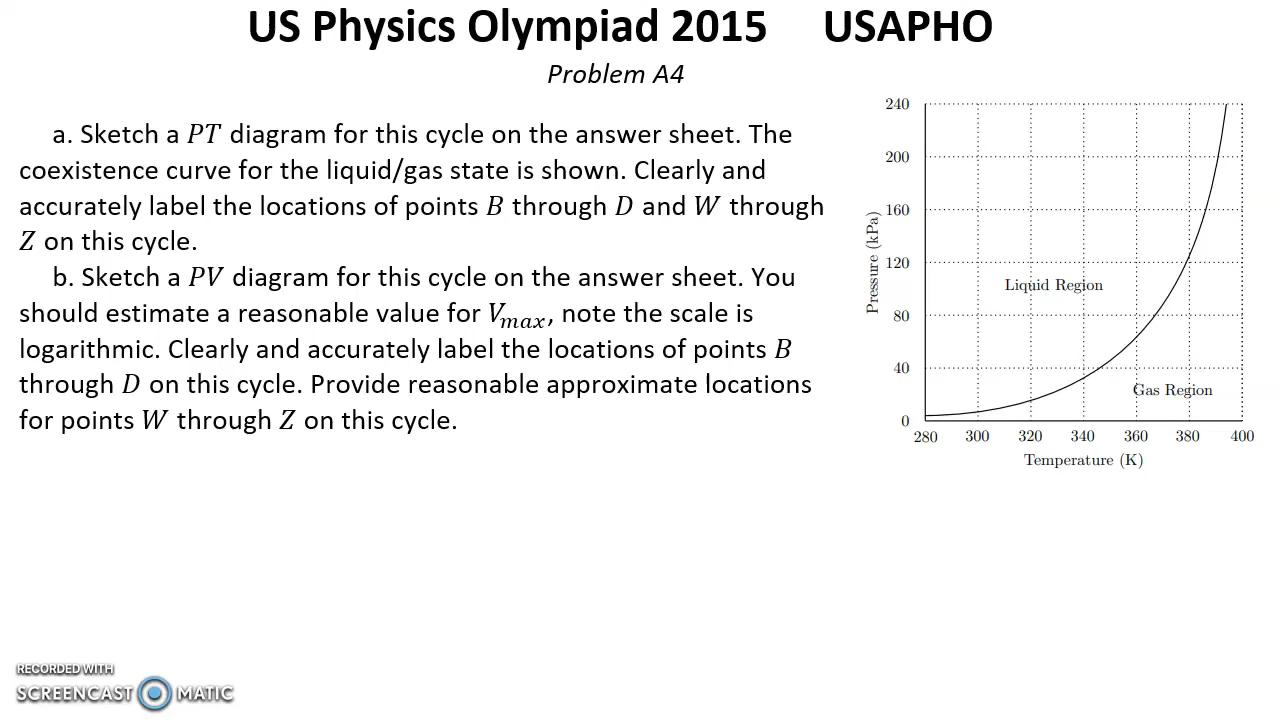 US Physics Olympiad 2015 USAPHO
Problem A4
a. Sketch a PT diagram for this cycle on the answer sheet. The
coexistence curve for the liquid/gas state is shown. Clearly and
accurately label the locations of points B through D and W through
Z on this cycle.
b. Sketch a PV diagram for this cycle on the answer sheet. You
should estimate a reasonable value for Vmax, note the scale is
logarithmic. Clearly and accurately label the locations of points B
through D on this cycle. Provide reasonable approximate locations
for points W through Z on this cycle.
240
200
160
120
80
40
0
Pressure (kPa)
Liquid Region
Gas Region
280 300 320 340 360 380 400
Temperature (K)
RECORDED WITH
SCREENCAST MATIC